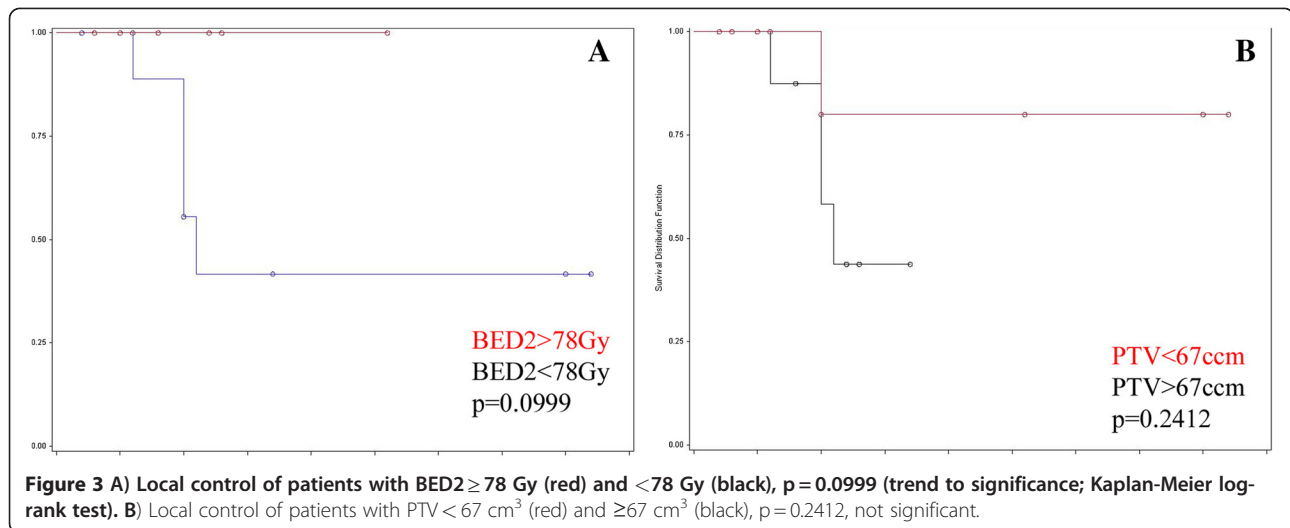 1.00
0.75
0.50
0.25
0.00
A
BED2>78Gy
BED2<78Gy
p=0.0999
1.00
0.75
0.50
0.25
0.00
Survival Distribution Function
B
PTV<67ccm
PTV>67ccm
p=0.2412
Figure 3 A) Local control of patients with BED2 ≥ 78 Gy (red) and <78 Gy (black), p = 0.0999 (trend to significance; Kaplan-Meier log-
rank test). B) Local control of patients with PTV < 67 cm³ (red) and ≥67 cm³ (black), p = 0.2412, not significant.